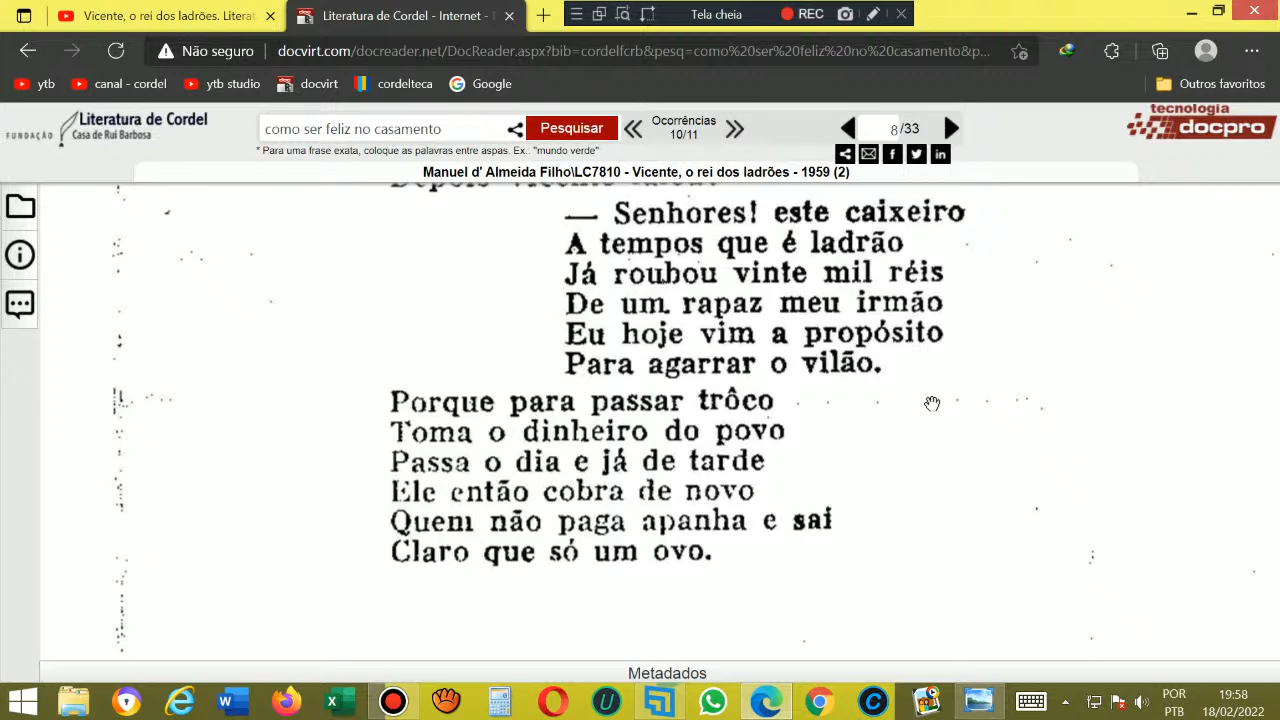 Vicente, o rei dos ladrões. Literat
Literatura de Cordel - Internet - I
Tela cheia
REC
Não seguro
docvirt.com/docreader.net/DocReader.aspx?bib=cordelfcrb&pesq=como%20ser%20feliz%20no%20casamento&p...
ytb
canal - cordel
ytb studio
docvirt
cordelteca
Google
Outros favoritos
FUNDAÇÃO
Literatura de Cordel
Casa de Rui Barbosa
como ser feliz no casamento
Pesquisar
Ocorrências
10/11
8 /33
tecnologia
docpro
* Para uma frase exata, coloque as palavras entre aspas. Ex.: "mundo verde"
Manuel d' Almeida Filho\LC7810 - Vicente, o rei dos ladrões - 1959 (2)
— Senhores! este caixeiro
A tempos que é ladrão
Já roubou vinte mil réis
De um rapaz meu irmão
Eu hoje vim a propósito
Para agarrar o vilão.
Porque para passar trôco
Toma o dinheiro do povo
Passa o dia e já de tarde
Ele então cobra de novo
Quem não paga apanha e sai
Claro que só um ovo.
Metadados
POR
PTB
19:58
18/02/2022